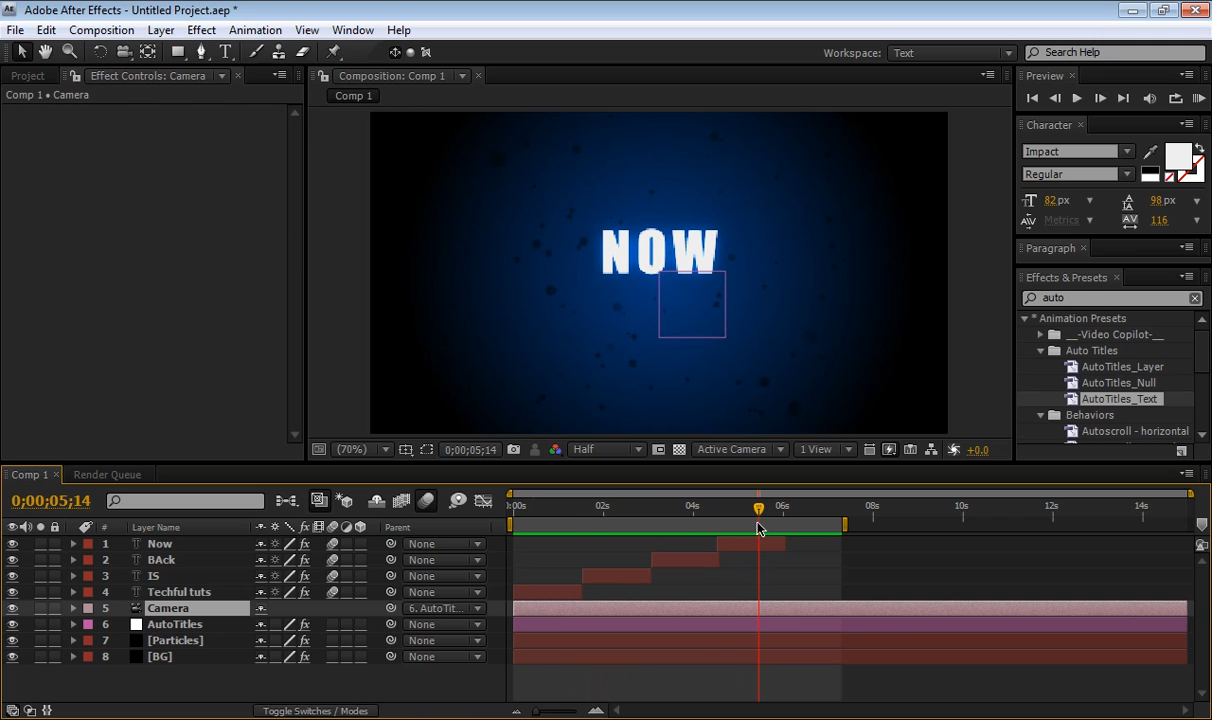 Adobe After Effects - Untitled Project.aep *
File Edit Composition Layer Effect Animation View Window Help
Workspace: Text Search Help
Project Effect Controls: Camera Composition: Comp 1 Preview
Comp 1 • Camera
Comp 1
Character
Impact
Regular
82 px 98 px
Metrics 116
NOW
Paragraph
Effects & Presets
auto
* Animation Presets
__-Video Copilot-__
Auto Titles
AutoTitles_Layer
AutoTitles_Null
AutoTitles_Text
Behaviors
Autoscroll - horizontal
(70%) 0;00;05;14 Half Active Camera 1 View +0.0
Comp 1 Render Queue
0;00;05;14
:00s 02s 04s 06s 08s 10s 12s 14s
# Layer Name Parent
1 Now None
2 BAck None
3 IS None
4 Techful tuts None
5 Camera 6. AutoTit...
6 AutoTitles None
7 [Particles] None
8 [BG] None
Toggle Switches / Modes